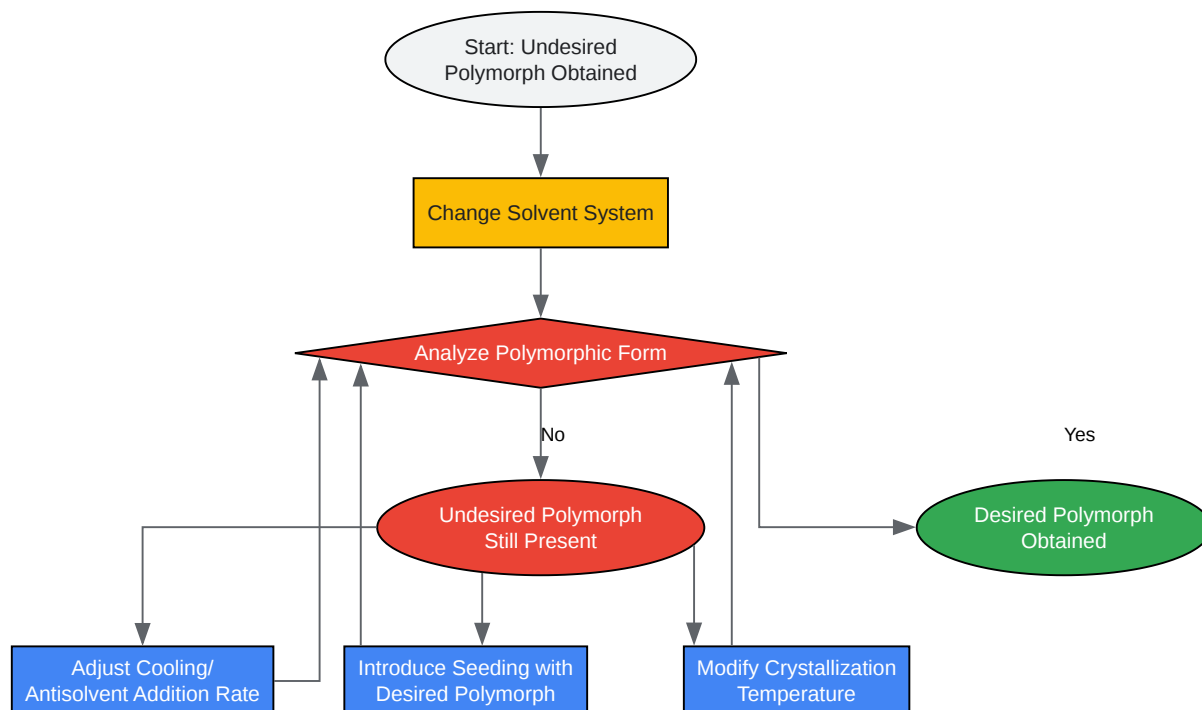 Start: Undesired
Polymorph Obtained
Change Solvent System
Analyze Polymorphic Form
No
Yes
Undesired Polymorph
Still Present
Desired Polymorph
Obtained
Adjust Cooling/
Antisolvent Addition Rate
Introduce Seeding with
Desired Polymorph
Modify Crystallization
Temperature